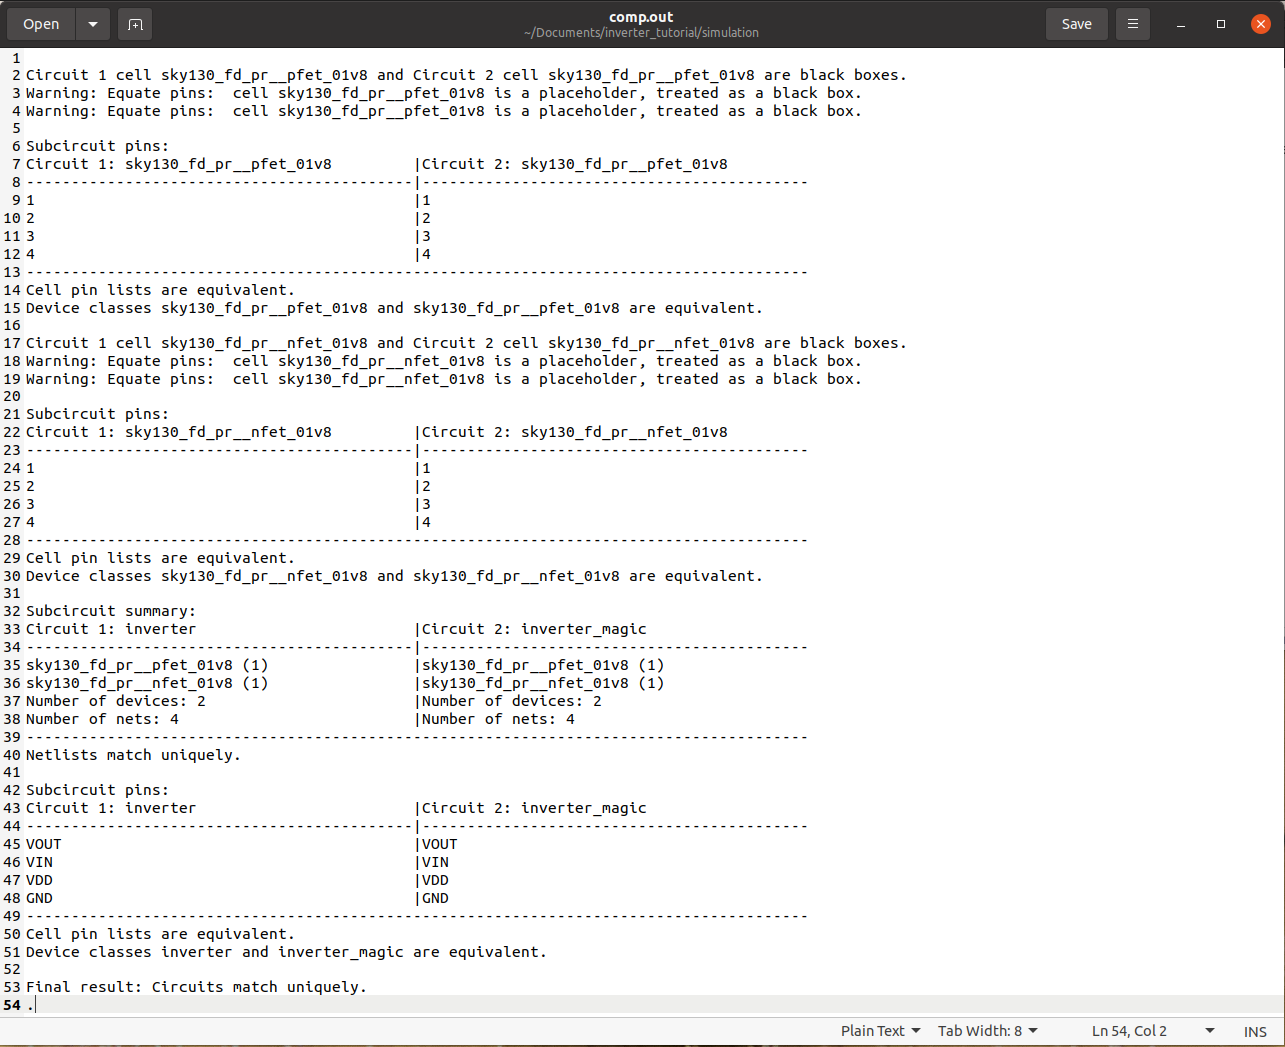 Open
comp.out
~/Documents/inverter_tutorial/simulation
Save
1
2 Circuit 1 cell sky130_fd_pr__pfet_01v8 and Circuit 2 cell sky130_fd_pr__pfet_01v8 are black boxes.
3 Warning: Equate pins:  cell sky130_fd_pr__pfet_01v8 is a placeholder, treated as a black box.
4 Warning: Equate pins:  cell sky130_fd_pr__pfet_01v8 is a placeholder, treated as a black box.
5
6 Subcircuit pins:
7 Circuit 1: sky130_fd_pr__pfet_01v8         |Circuit 2: sky130_fd_pr__pfet_01v8
8 -------------------------------------------|-------------------------------------------
9 1                                          |1
10 2                                          |2
11 3                                          |3
12 4                                          |4
13 ---------------------------------------------------------------------------------------
14 Cell pin lists are equivalent.
15 Device classes sky130_fd_pr__pfet_01v8 and sky130_fd_pr__pfet_01v8 are equivalent.
16
17 Circuit 1 cell sky130_fd_pr__nfet_01v8 and Circuit 2 cell sky130_fd_pr__nfet_01v8 are black boxes.
18 Warning: Equate pins:  cell sky130_fd_pr__nfet_01v8 is a placeholder, treated as a black box.
19 Warning: Equate pins:  cell sky130_fd_pr__nfet_01v8 is a placeholder, treated as a black box.
20
21 Subcircuit pins:
22 Circuit 1: sky130_fd_pr__nfet_01v8         |Circuit 2: sky130_fd_pr__nfet_01v8
23 -------------------------------------------|-------------------------------------------
24 1                                          |1
25 2                                          |2
26 3                                          |3
27 4                                          |4
28 ---------------------------------------------------------------------------------------
29 Cell pin lists are equivalent.
30 Device classes sky130_fd_pr__nfet_01v8 and sky130_fd_pr__nfet_01v8 are equivalent.
31
32 Subcircuit summary:
33 Circuit 1: inverter                        |Circuit 2: inverter_magic
34 -------------------------------------------|-------------------------------------------
35 sky130_fd_pr__pfet_01v8 (1)                |sky130_fd_pr__pfet_01v8 (1)
36 sky130_fd_pr__nfet_01v8 (1)                |sky130_fd_pr__nfet_01v8 (1)
37 Number of devices: 2                       |Number of devices: 2
38 Number of nets: 4                          |Number of nets: 4
39 ---------------------------------------------------------------------------------------
40 Netlists match uniquely.
41
42 Subcircuit pins:
43 Circuit 1: inverter                        |Circuit 2: inverter_magic
44 -------------------------------------------|-------------------------------------------
45 VOUT                                       |VOUT
46 VIN                                        |VIN
47 VDD                                        |VDD
48 GND                                        |GND
49 ---------------------------------------------------------------------------------------
50 Cell pin lists are equivalent.
51 Device classes inverter and inverter_magic are equivalent.
52
53 Final result: Circuits match uniquely.
54 .
Plain Text Tab Width: 8 Ln 54, Col 2 INS